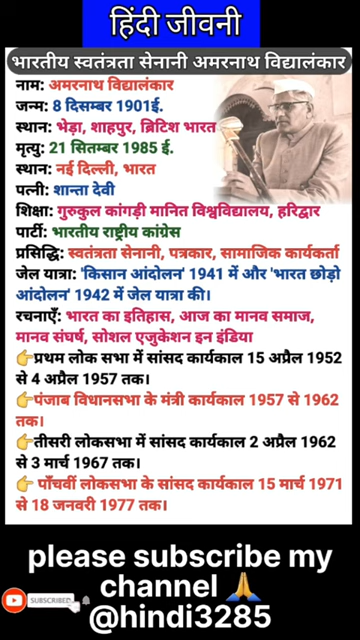 हिंदी जीवनी
भारतीय स्वतंत्रता सेनानी अमरनाथ विद्यालंकार
नाम: अमरनाथ विद्यालंकार
जन्म: 8 दिसम्बर 1901ई.
स्थान: भेड़ा, शाहपुर, ब्रिटिश भारत
मृत्यु: 21 सितम्बर 1985 ई.
स्थान: नई दिल्ली, भारत
पत्नी: शान्ता देवी
शिक्षा: गुरुकुल कांगड़ी मानित विश्वविद्यालय, हरिद्वार
पार्टी: भारतीय राष्ट्रीय कांग्रेस
प्रसिद्धि: स्वतंत्रता सेनानी, पत्रकार, सामाजिक कार्यकर्ता
जेल यात्रा: 'किसान आंदोलन' 1941 में और 'भारत छोड़ो
आंदोलन' 1942 में जेल यात्रा की।
रचनाएँ: भारत का इतिहास, आज का मानव समाज,
मानव संघर्ष, सोशल एजुकेशन इन इंडिया
👉प्रथम लोक सभा में सांसद कार्यकाल 15 अप्रैल 1952
से 4 अप्रैल 1957 तक।
👉पंजाब विधानसभा के मंत्री कार्यकाल 1957 से 1962
तक।
👉तीसरी लोकसभा में सांसद कार्यकाल 2 अप्रैल 1962
से 3 मार्च 1967 तक।
👉 पाँचवीं लोकसभा के सांसद कार्यकाल 15 मार्च 1971
से 18 जनवरी 1977 तक।
please subscribe my
channel 🙏
SUBSCRIBED
@hindi3285